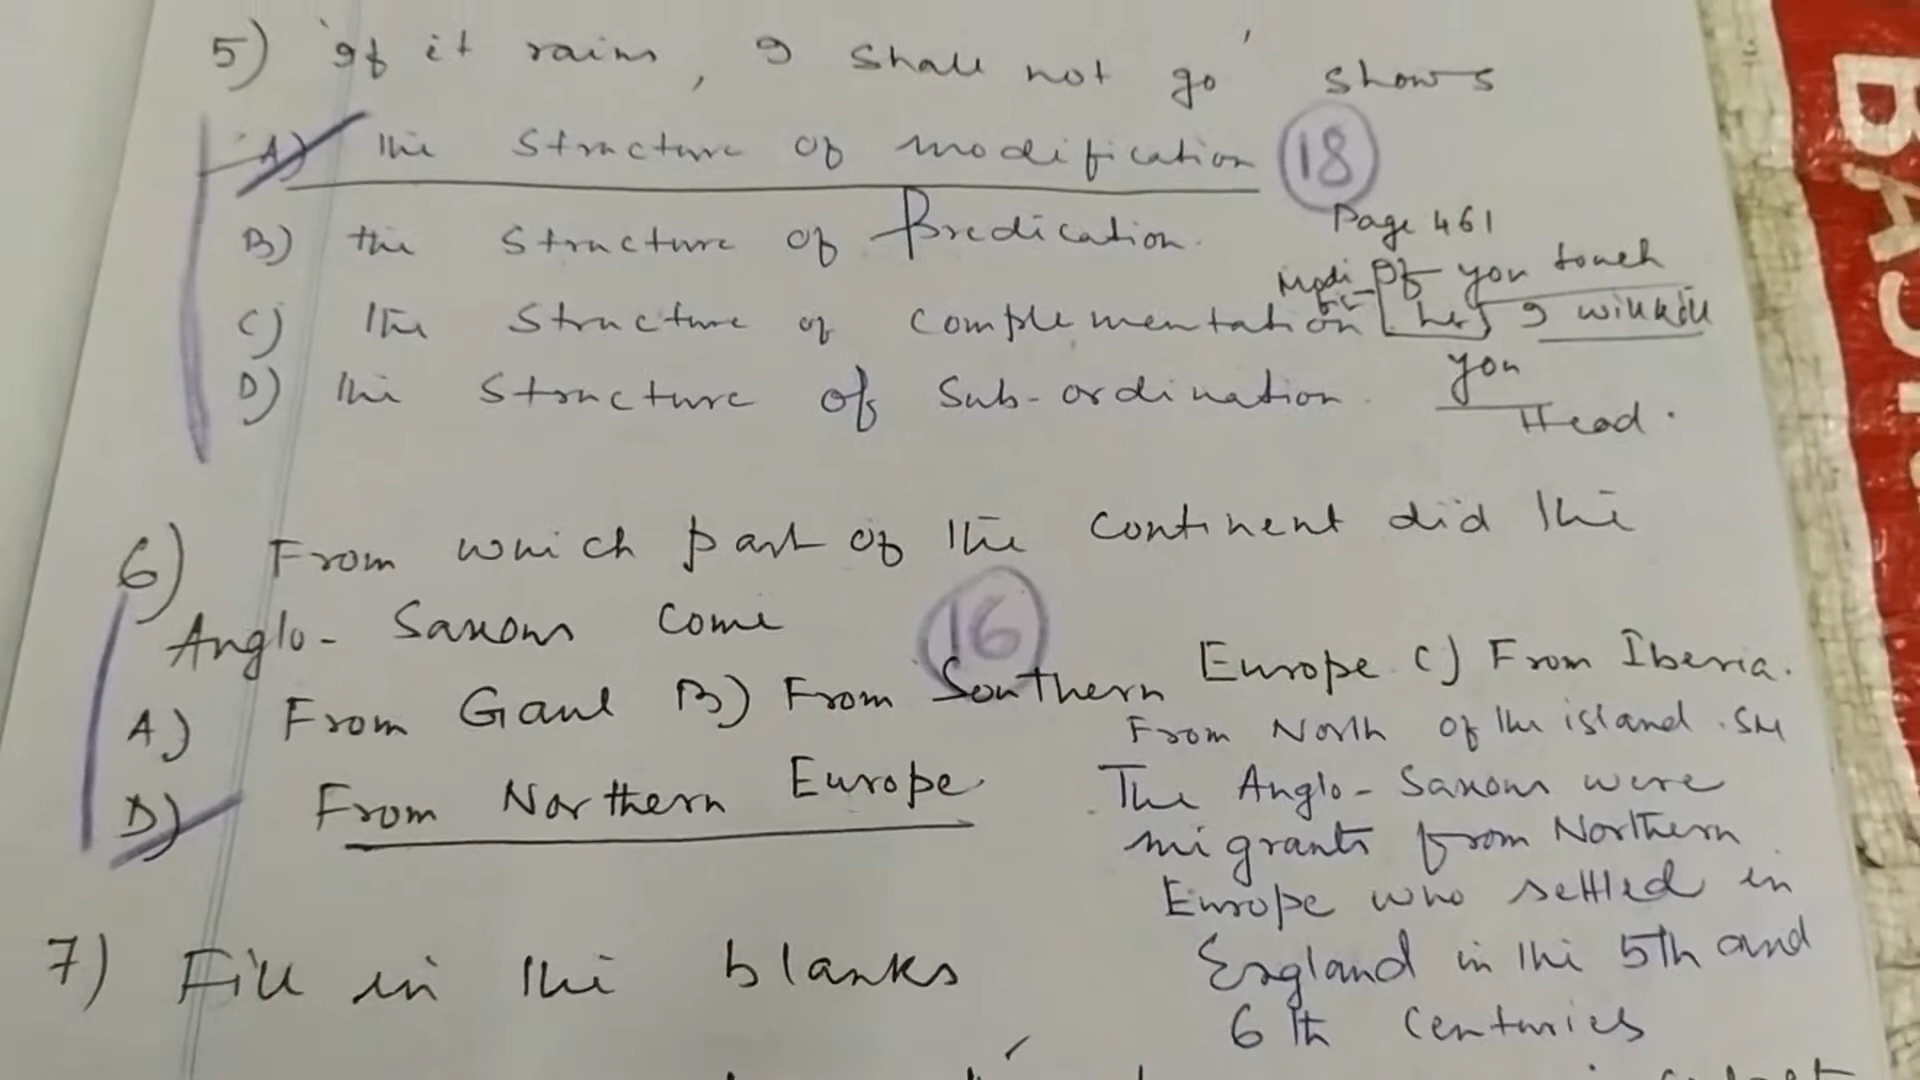 5) 'If it rains, I shall not go' shows
A) The structure of modification 18
B) the structure of Predication.
Page 461
C) The structure of complementation
Modi
If you touch
her I will kill
you
Head.
D) The structure of Sub-ordination.
6) From which part of the continent did the
Anglo-Saxons come 16
A) From Gaul B) From Southern Europe C) From Iberia.
D) From Northern Europe
From North of the island.
The Anglo-Saxons were
migrants from Northern
Europe who settled in
England in the 5th and
6th centuries
7) Fill in the blanks